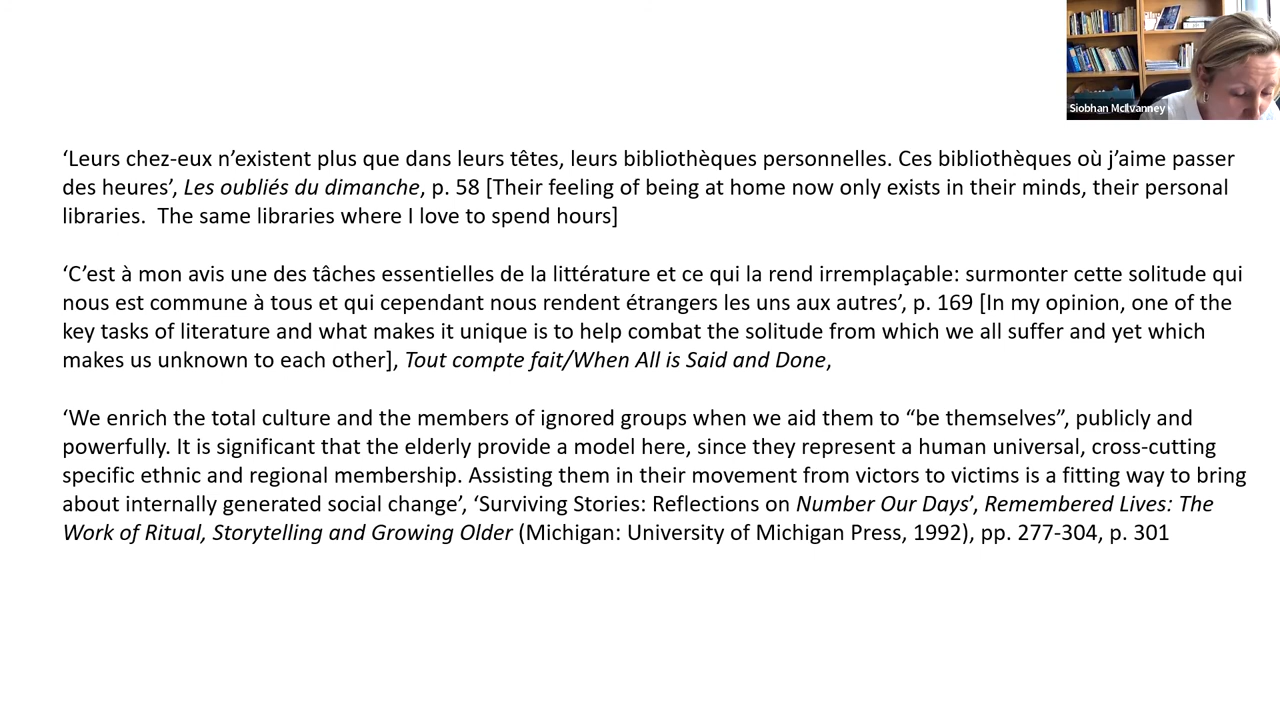 Siobhan McIlvanney
‘Leurs chez-eux n’existent plus que dans leurs têtes, leurs bibliothèques personnelles. Ces bibliothèques où j’aime passer
des heures’, Les oubliés du dimanche, p. 58 [Their feeling of being at home now only exists in their minds, their personal
libraries.  The same libraries where I love to spend hours]
‘C’est à mon avis une des tâches essentielles de la littérature et ce qui la rend irremplaçable: surmonter cette solitude qui
nous est commune à tous et qui cependant nous rendent étrangers les uns aux autres’, p. 169 [In my opinion, one of the
key tasks of literature and what makes it unique is to help combat the solitude from which we all suffer and yet which
makes us unknown to each other], Tout compte fait/When All is Said and Done,
‘We enrich the total culture and the members of ignored groups when we aid them to “be themselves”, publicly and
powerfully. It is significant that the elderly provide a model here, since they represent a human universal, cross-cutting
specific ethnic and regional membership. Assisting them in their movement from victors to victims is a fitting way to bring
about internally generated social change’, ‘Surviving Stories: Reflections on Number Our Days’, Remembered Lives: The
Work of Ritual, Storytelling and Growing Older (Michigan: University of Michigan Press, 1992), pp. 277-304, p. 301